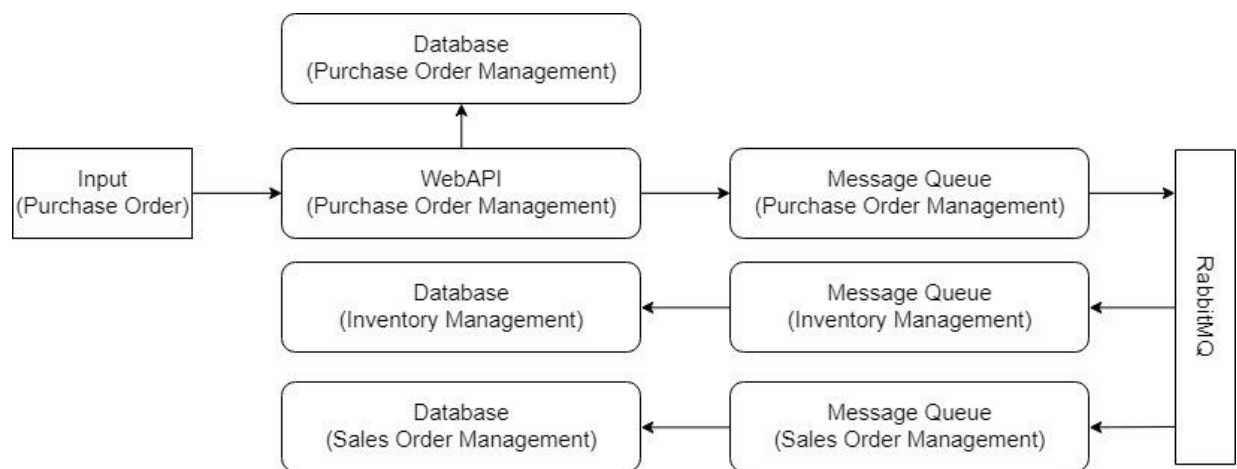 Database
(Purchase Order Management)
Input
(Purchase Order)
WebAPI
(Purchase Order Management)
Message Queue
(Purchase Order Management)
RabbitMQ
Database
(Inventory Management)
Message Queue
(Inventory Management)
Database
(Sales Order Management)
Message Queue
(Sales Order Management)